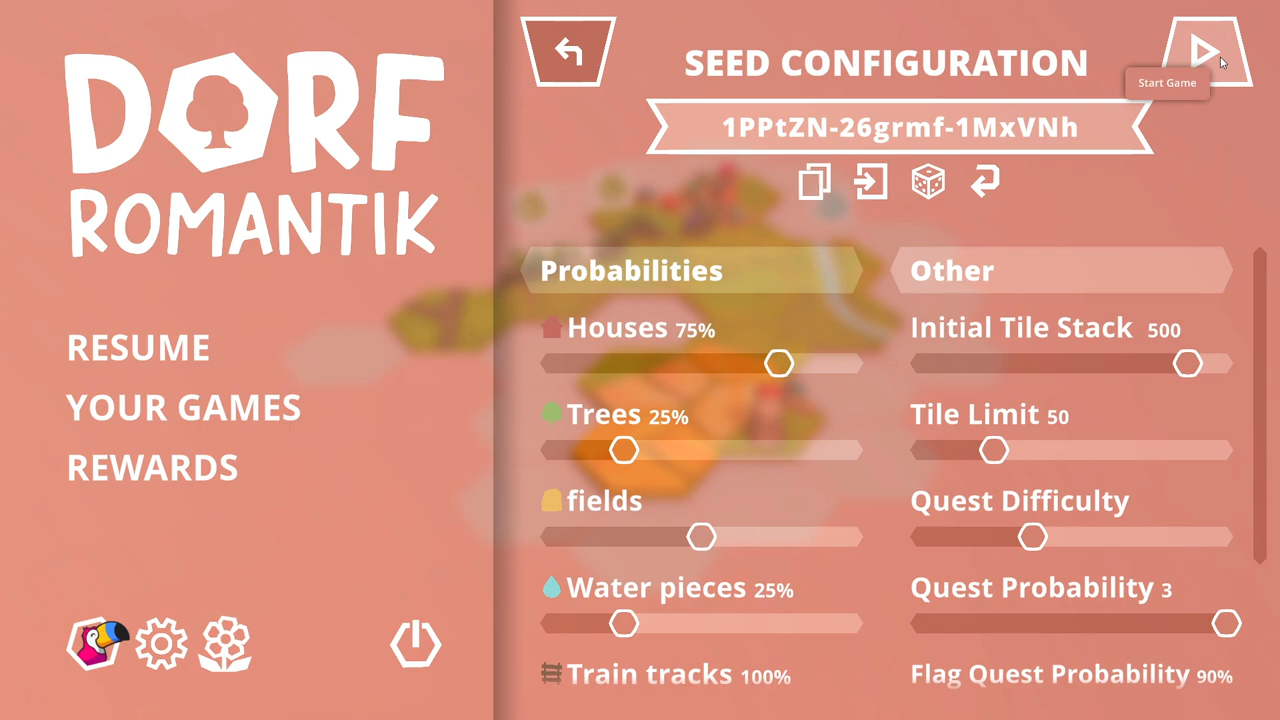 DORF
ROMANTIK
RESUME
YOUR GAMES
REWARDS
SEED CONFIGURATION
Start Game
1PPtZN-26grmf-1MxVNh
Probabilities
Houses 75%
Trees 25%
fields
Water pieces 25%
Train tracks 100%
Other
Initial Tile Stack 500
Tile Limit 50
Quest Difficulty
Quest Probability 3
Flag Quest Probability 90%